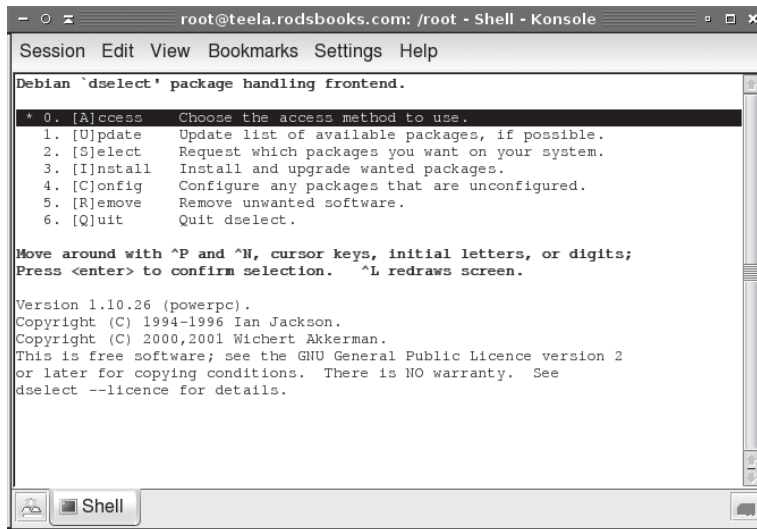 root@teela.rodsbooks.com: /root - Shell - Konsole
Session Edit View Bookmarks Settings Help
Debian `dselect' package handling frontend.
* 0. [A]ccess Choose the access method to use.
1. [U]pdate Update list of available packages, if possible.
2. [S]elect Request which packages you want on your system.
3. [I]nstall Install and upgrade wanted packages.
4. [C]onfig Configure any packages that are unconfigured.
5. [R]emove Remove unwanted software.
6. [Q]uit Quit dselect.
Move around with ^P and ^N, cursor keys, initial letters, or digits;
Press <enter> to confirm selection. ^L redraws screen.
Version 1.10.26 (powerpc).
Copyright (C) 1994-1996 Ian Jackson.
Copyright (C) 2000,2001 Wichert Akkerman.
This is free software; see the GNU General Public Licence version 2
or later for copying conditions. There is NO warranty. See
dselect --licence for details.
Shell